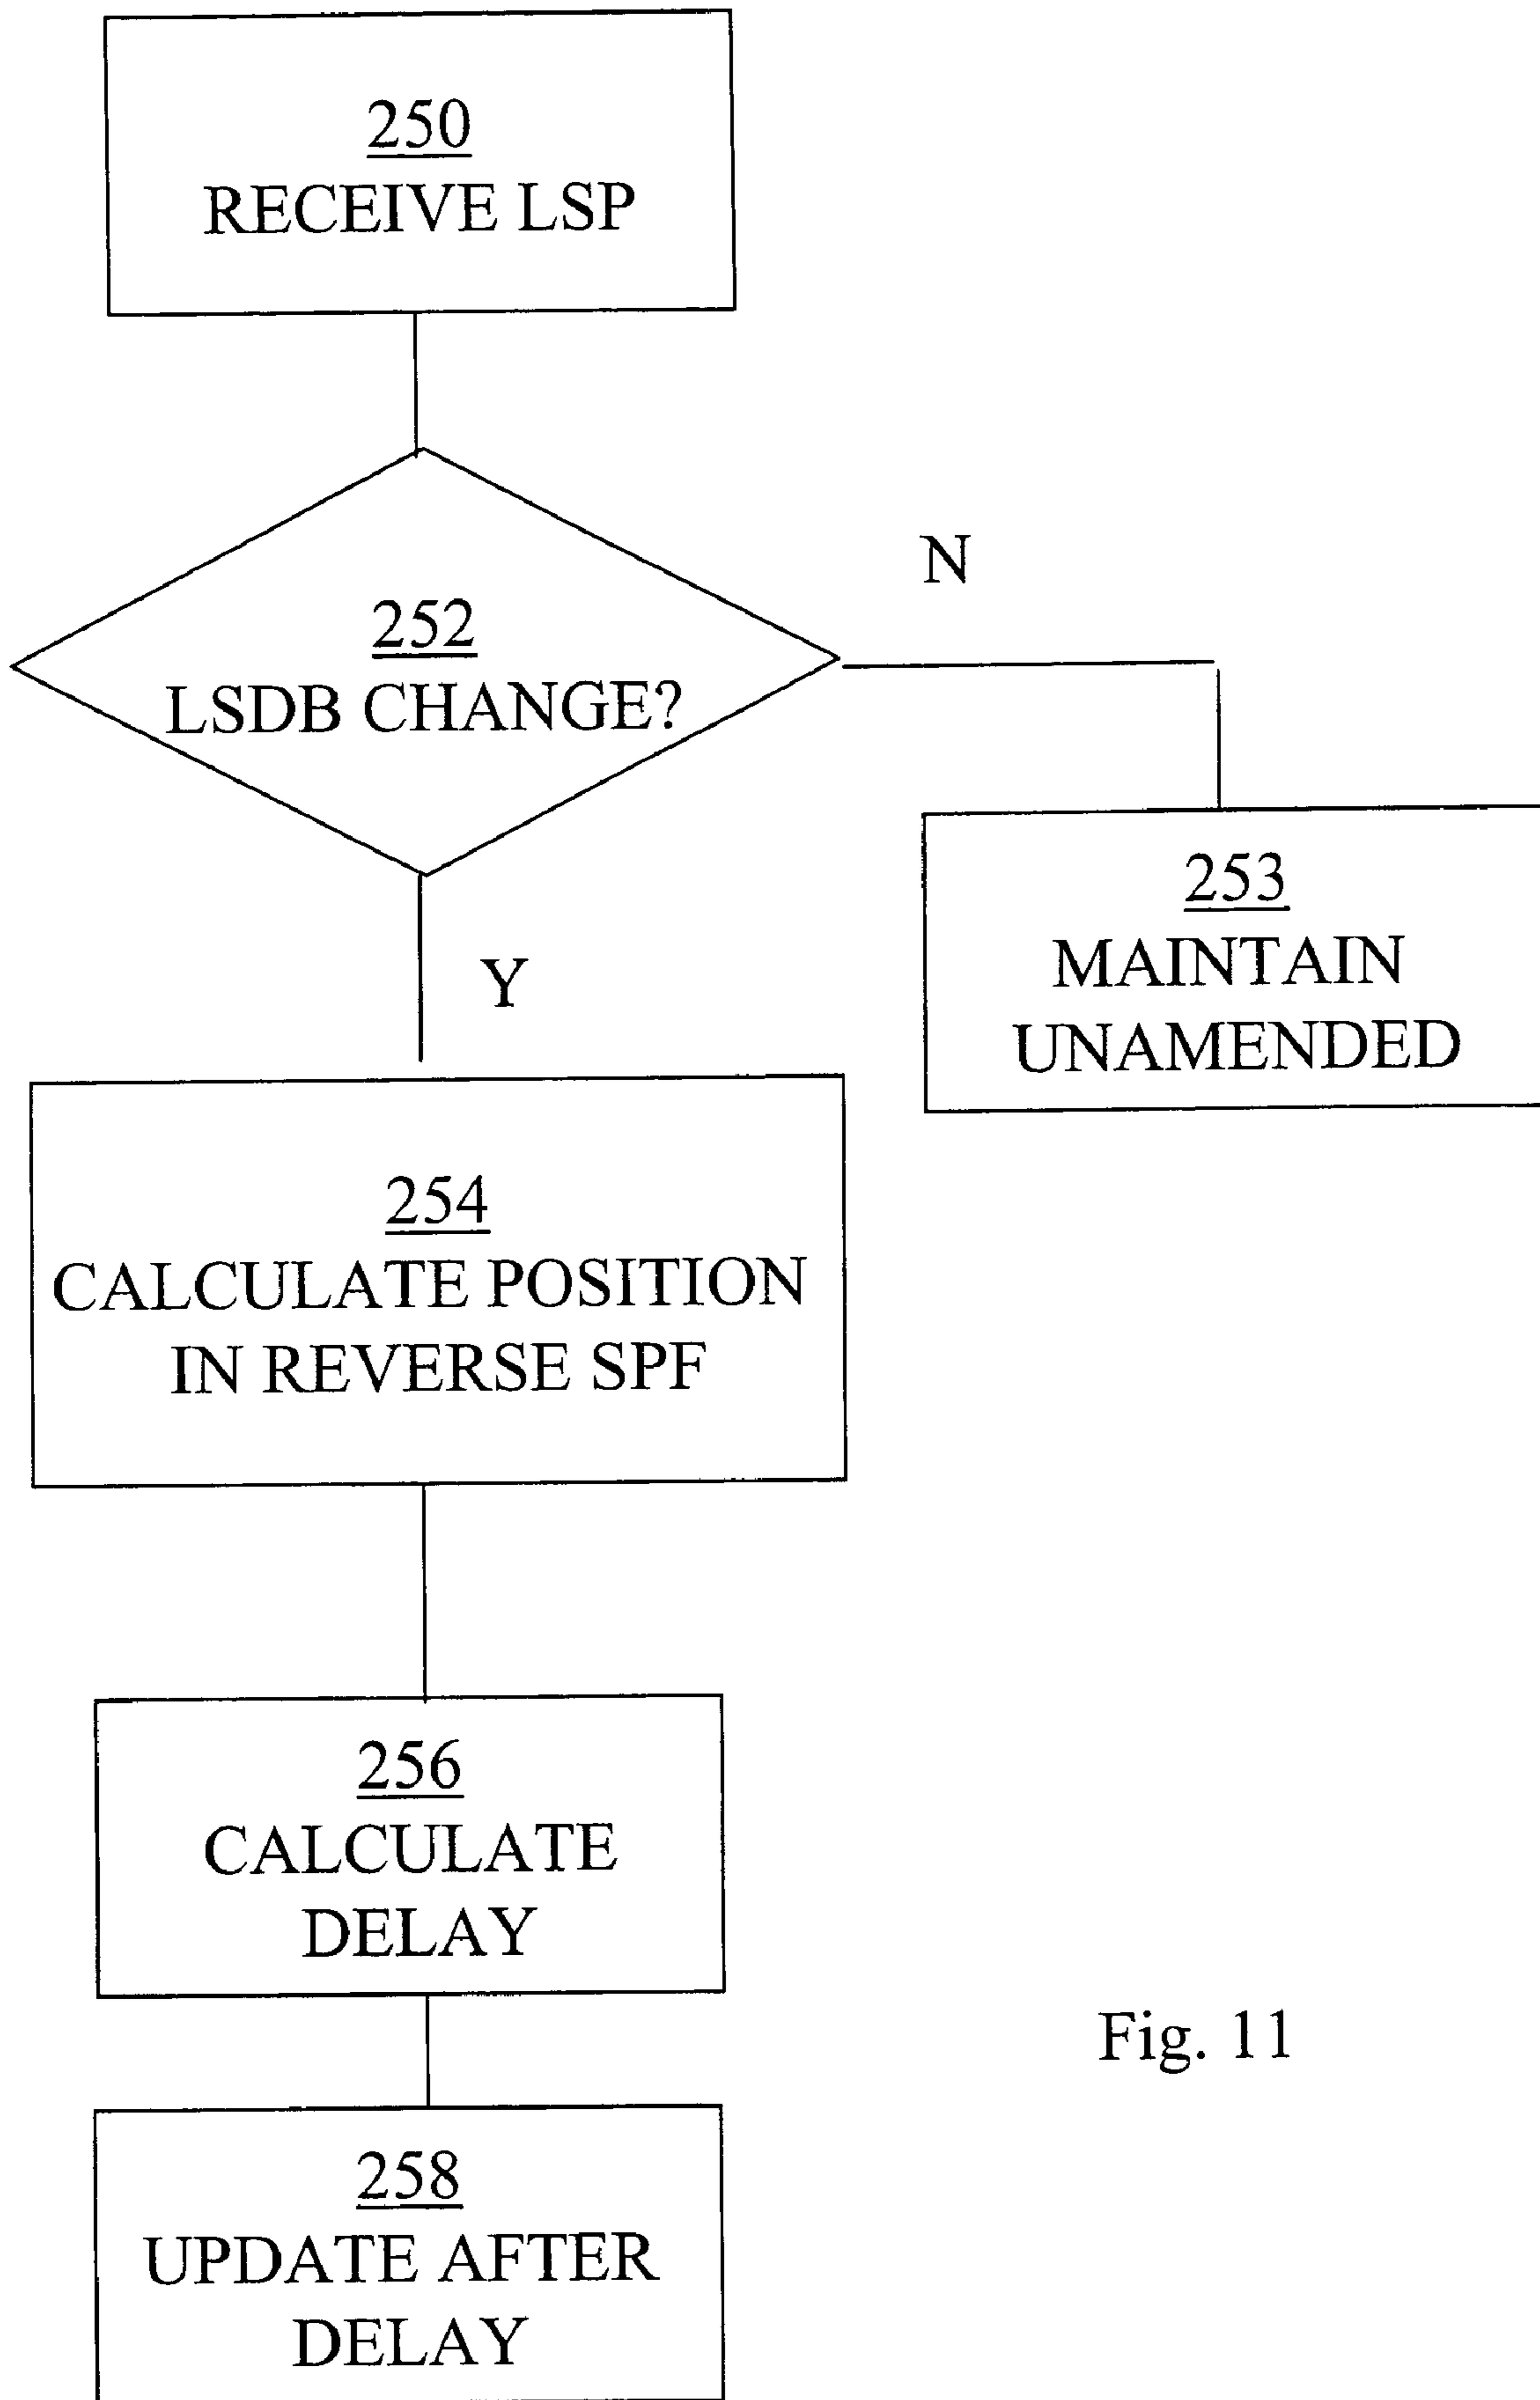 250
RECEIVE LSP
252
LSDB CHANGE?
N
253
MAINTAIN
UNAMENDED
Y
254
CALCULATE POSITION
IN REVERSE SPF
256
CALCULATE
DELAY
258
UPDATE AFTER
DELAY
Fig. 11